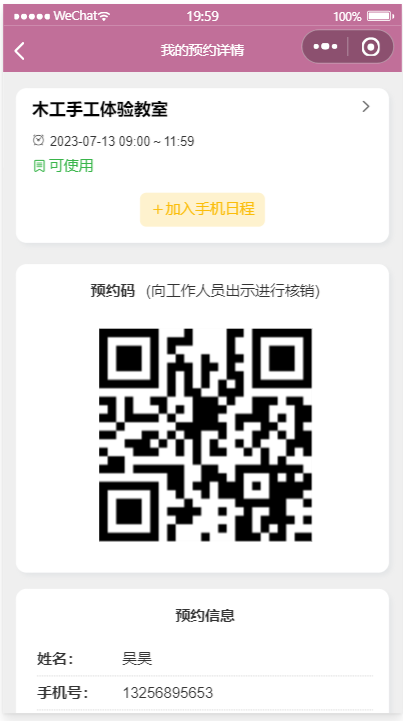 WeChat
19:59
100%
我的预约详情
木工手工体验教室
2023-07-13 09:00 ~ 11:59
可使用
＋加入手机日程
预约码 (向工作人员出示进行核销)
预约信息
姓名: 吴昊
手机号: 13256895653